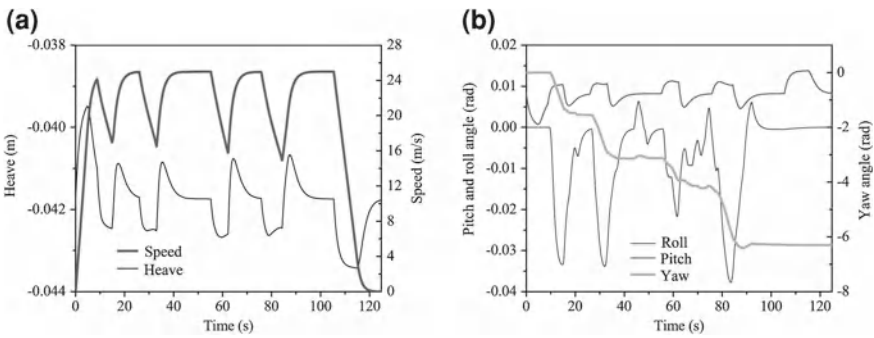 (a)
-0.038
-0.040
-0.042
-0.044
Heave (m)
0 20 40 60 80 100 120
Time (s)
28
24
20
16
12
8
4
0
Speed (m/s)
Speed
Heave
(b)
0.02
0.01
0.00
-0.01
-0.02
-0.03
-0.04
Pitch and roll angle (rad)
0 20 40 60 80 100 120
Time (s)
0
-2
-4
-6
-8
Yaw angle (rad)
Roll
Pitch
Yaw